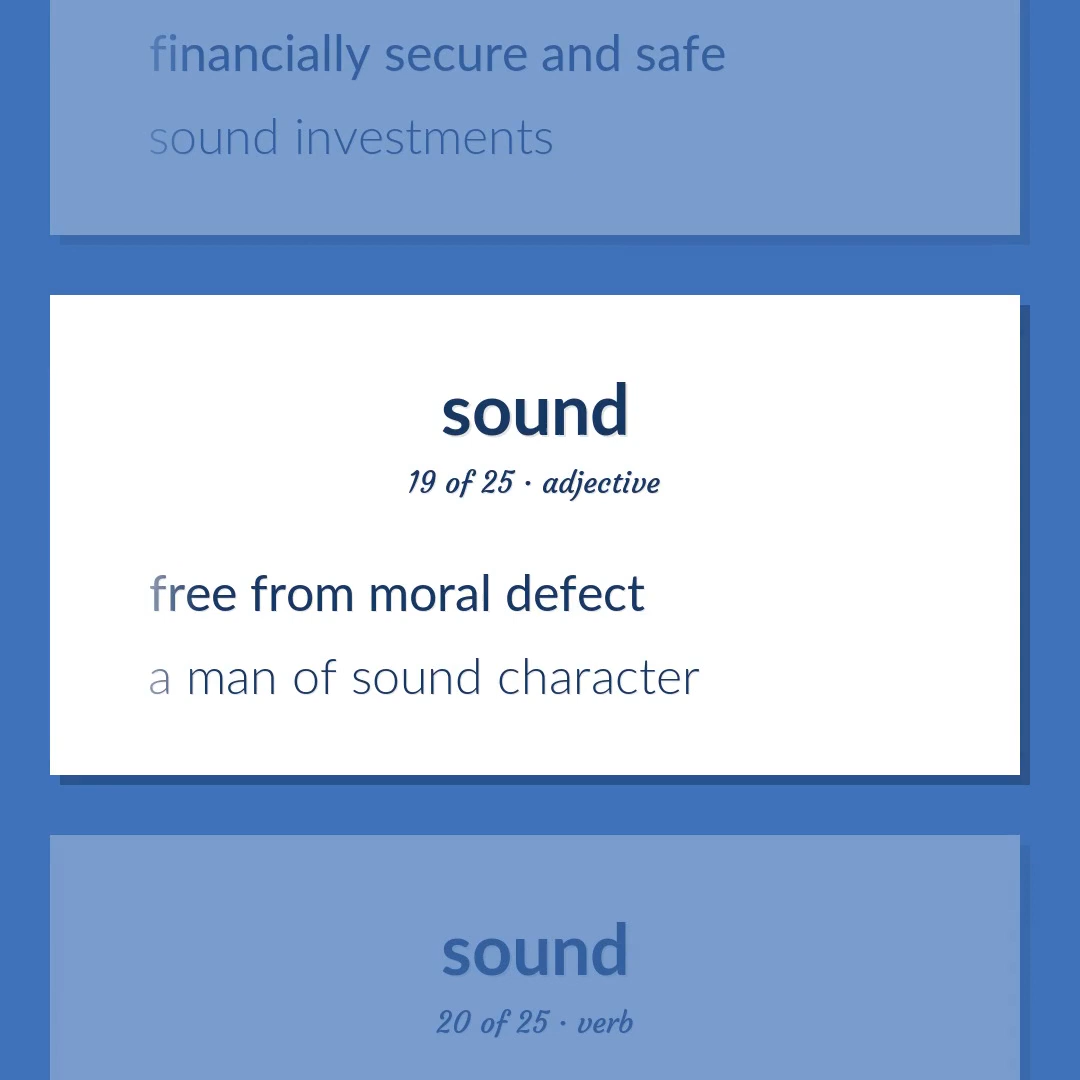 financially secure and safe
sound investments
sound
19 of 25 · adjective
free from moral defect
a man of sound character
sound
20 of 25 · verb